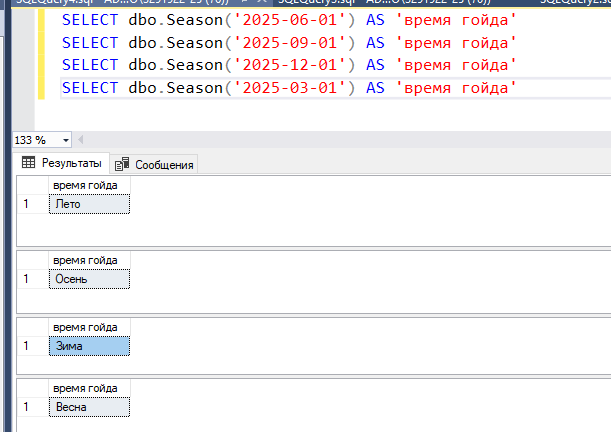 SELECT dbo.Season('2025-06-01') AS 'время гойда'
SELECT dbo.Season('2025-09-01') AS 'время гойда'
SELECT dbo.Season('2025-12-01') AS 'время гойда'
SELECT dbo.Season('2025-03-01') AS 'время гойда'
133 %
Результаты Сообщения
время гойда
1 Лето
время гойда
1 Осень
время гойда
1 Зима
время гойда
1 Весна